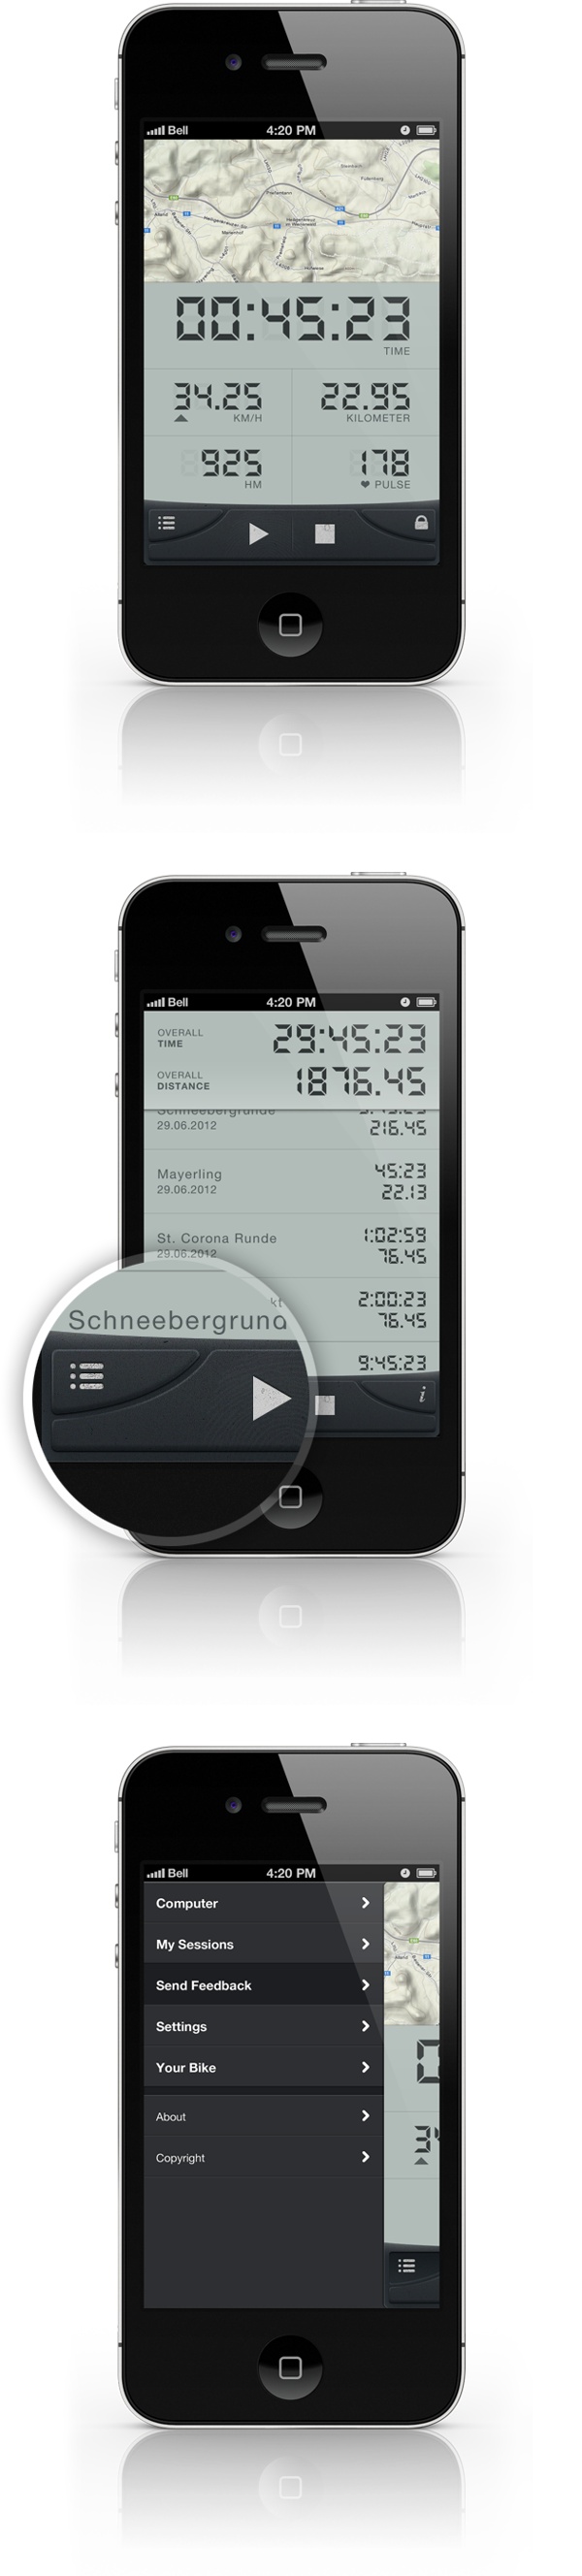 Bell 4:20 PM
Steinbach
00:45:23
TIME
34.25 22.95
KM/H KILOMETER
925 178
HM PULSE
Bell 4:20 PM
OVERALL
TIME 29:45:23
OVERALL
DISTANCE 1876.45
29.06.2012 216.45
Mayerling 45:23
29.06.2012 22.13
St. Corona Runde 1:02:59
29.06.2012 76.45
2:00:23
76.45
Schneebergrund
9:45:23
i
Bell 4:20 PM
Computer
My Sessions
Send Feedback
Settings
Your Bike
About
Copyright